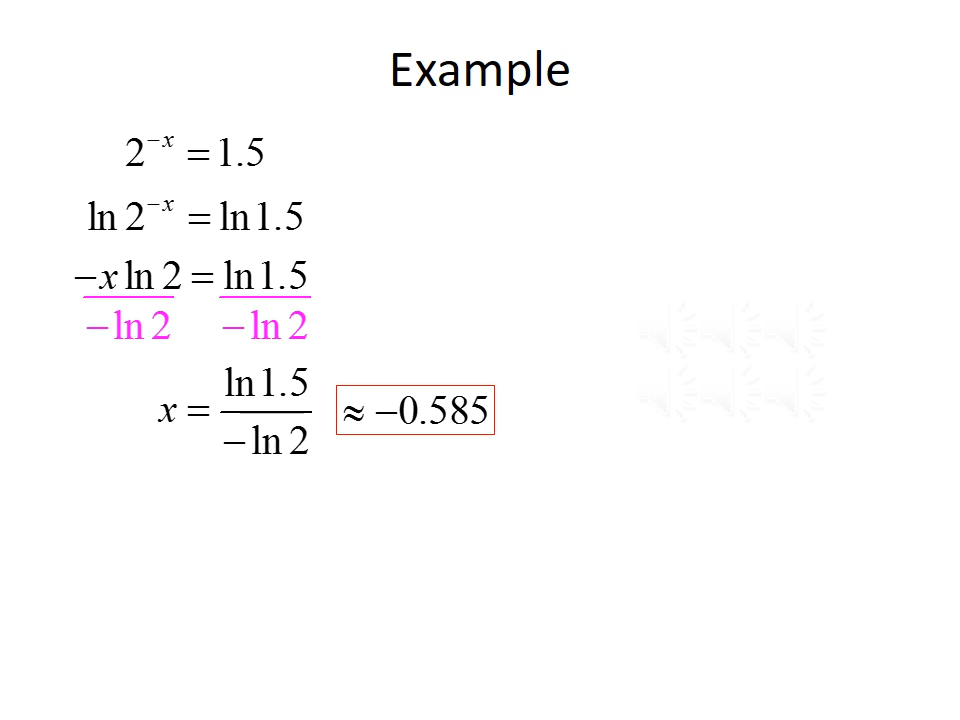 Example
2⁻ˣ = 1.5
ln 2⁻ˣ = ln 1.5
−x ln 2 = ln 1.5
−ln 2   −ln 2
x = ln 1.5 / −ln 2 ≈ −0.585